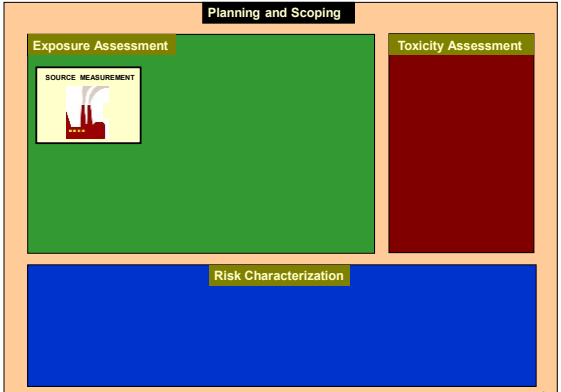 Planning and Scoping
Exposure Assessment
Toxicity Assessment
SOURCE MEASUREMENT
Risk Characterization